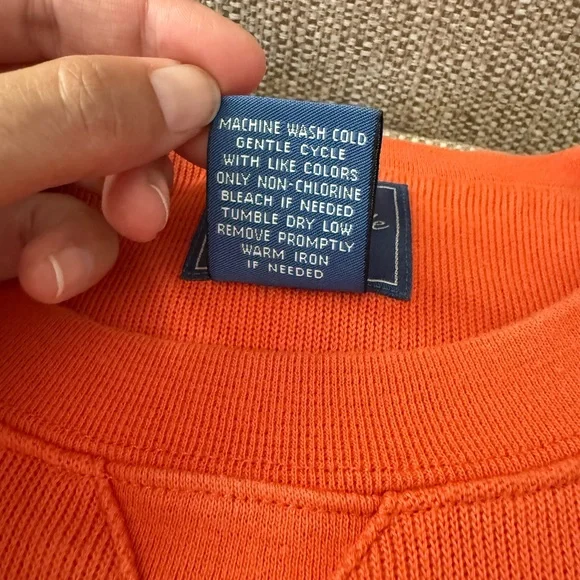 MACHINE WASH COLD
GENTLE CYCLE
WITH LIKE COLORS
ONLY NON-CHLORINE
BLEACH IF NEEDED
TUMBLE DRY LOW
REMOVE PROMPTLY
WARM IRON
IF NEEDED